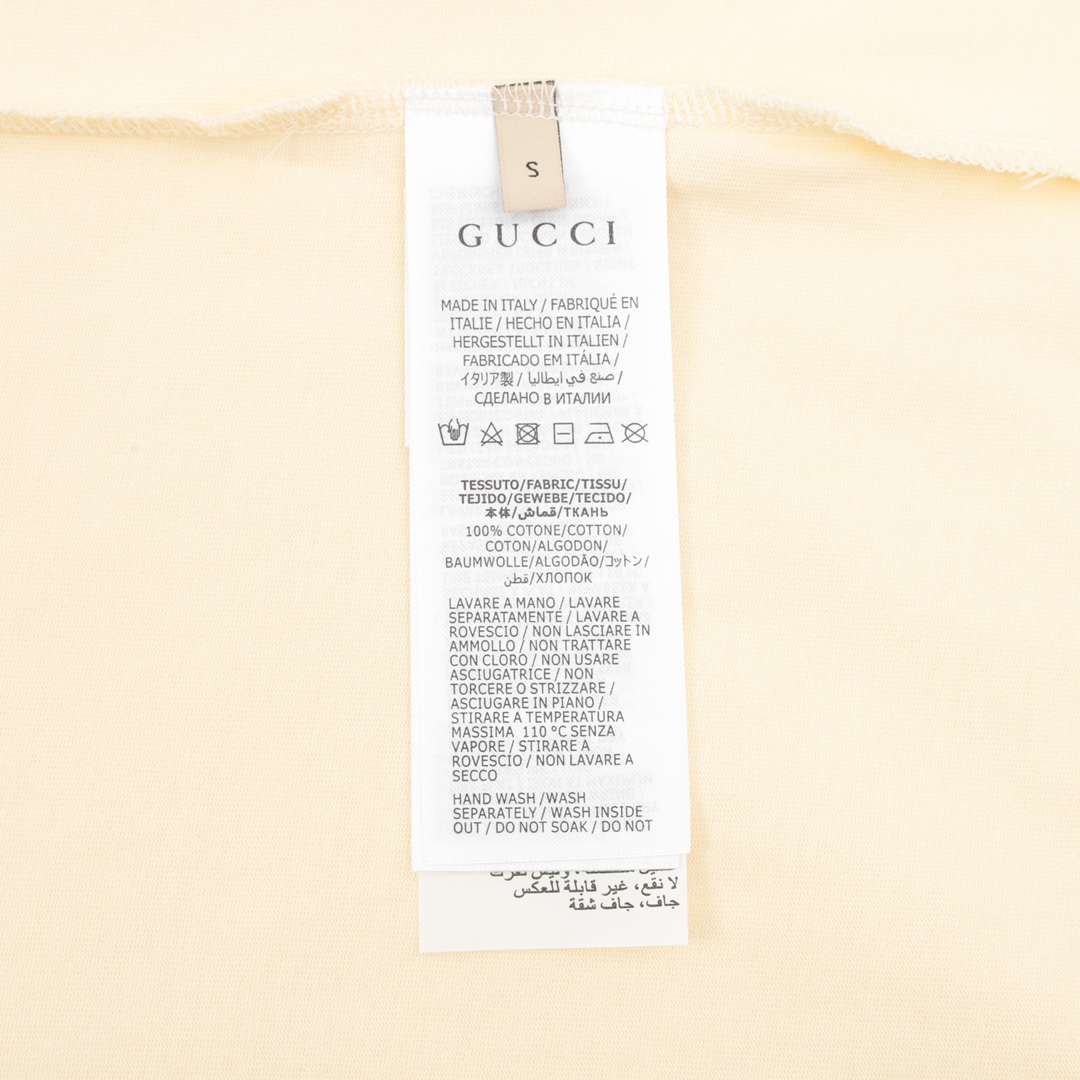 S
GUCCI
MADE IN ITALY / FABRIQUÉ EN
ITALIE / HECHO EN ITALIA /
HERGESTELLT IN ITALIEN /
FABRICADO EM ITÁLIA /
イタリア製 / صنع في ايطاليا /
СДЕЛАНО В ИТАЛИИ
TESSUTO/FABRIC/TISSU/
TEJIDO/GEWEBE/TECIDO/
本体/قماش/ТКАНЬ
100% COTONE/COTTON/
COTON/ALGODON/
BAUMWOLLE/ALGODÃO/コットン/
قطن/ХЛОПОК
LAVARE A MANO / LAVARE
SEPARATAMENTE / LAVARE A
ROVESCIO / NON LASCIARE IN
AMMOLLO / NON TRATTARE
CON CLORO / NON USARE
ASCIUGATRICE / NON
TORCERE O STRIZZARE /
ASCIUGARE IN PIANO /
STIRARE A TEMPERATURA
MASSIMA 110 °C SENZA
VAPORE / STIRARE A
ROVESCIO / NON LAVARE A
SECCO
HAND WASH /WASH
SEPARATELY / WASH INSIDE
OUT / DO NOT SOAK / DO NOT
لا نقع، غير قابلة للعكس
جاف، جاف شقة